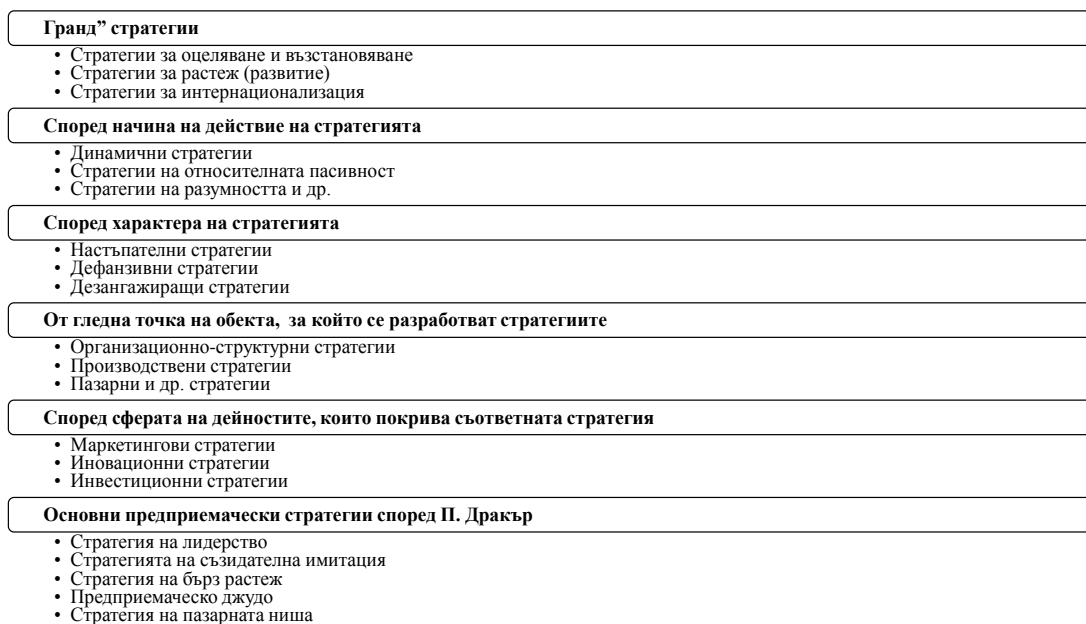 Гранд” стратегии
• Стратегии за оцеляване и възстановяване
• Стратегии за растеж (развитие)
• Стратегии за интернационализация
Според начина на действие на стратегията
• Динамични стратегии
• Стратегии на относителната пасивност
• Стратегии на разумността и др.
Според характера на стратегията
• Настъпателни стратегии
• Дефанзивни стратегии
• Дезангажиращи стратегии
От гледна точка на обекта, за който се разработват стратегиите
• Организационно-структурни стратегии
• Производствени стратегии
• Пазарни и др. стратегии
Според сферата на дейностите, които покрива съответната стратегия
• Маркетингови стратегии
• Иновационни стратегии
• Инвестиционни стратегии
Основни предприемачески стратегии според П. Дракър
• Стратегия на лидерство
• Стратегията на съзидателна имитация
• Стратегия на бърз растеж
• Предприемаческо джудо
• Стратегия на пазарната ниша